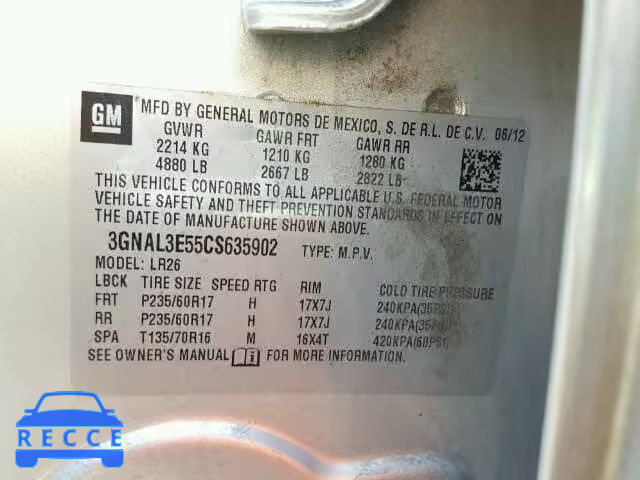 GM
MFD BY GENERAL MOTORS DE MEXICO, S. DE R.L. DE C.V. 06/12
GVWR GAWR FRT GAWR RR
2214 KG 1210 KG 1280 KG
4880 LB 2667 LB 2822 LB
THIS VEHICLE CONFORMS TO ALL APPLICABLE U.S. FEDERAL MOTOR
VEHICLE SAFETY AND THEFT PREVENTION STANDARDS IN EFFECT ON
THE DATE OF MANUFACTURE SHOWN ABOVE.
3GNAL3E55CS635902 TYPE: M.P.V.
MODEL: LR26
LBCK TIRE SIZE SPEED RTG RIM COLD TIRE PRESSURE
FRT P235/60R17 H 17X7J 240KPA(35PSI)
RR P235/60R17 H 17X7J 240KPA(35PSI)
SPA T135/70R16 M 16X4T 420KPA(60PSI)
SEE OWNER'S MANUAL FOR MORE INFORMATION
RECCE